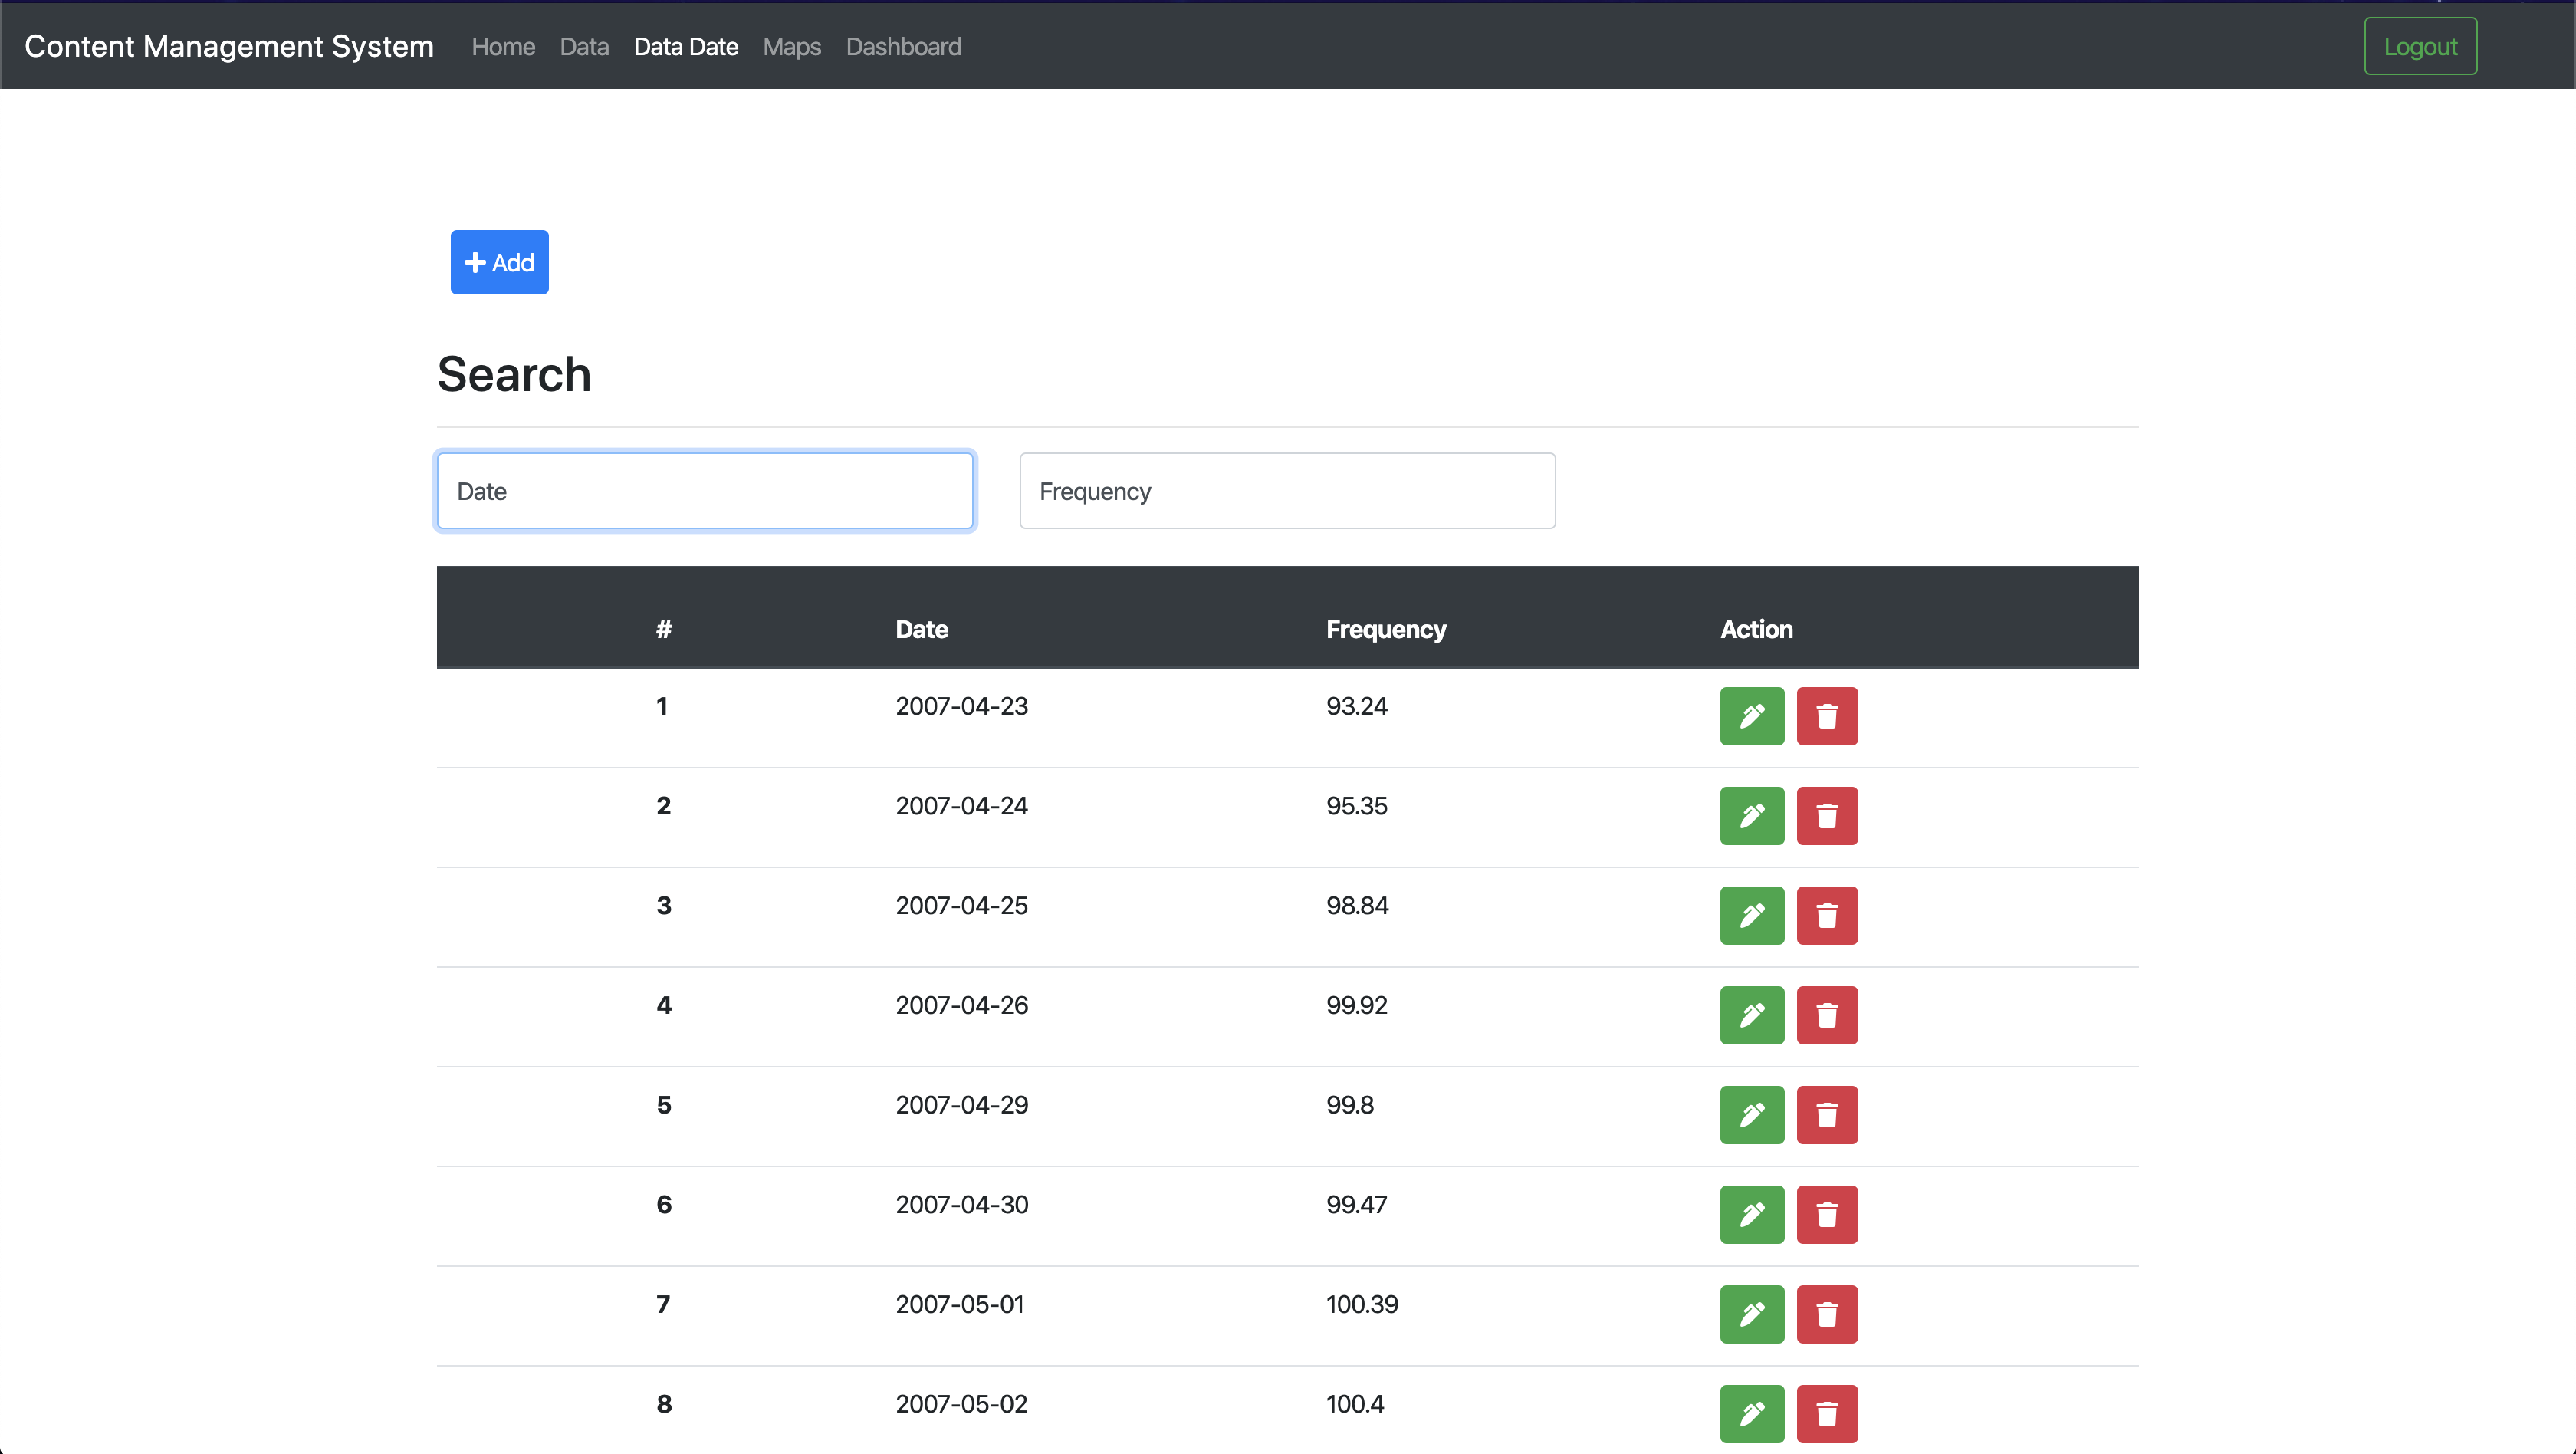 Content Management System Home Data Data Date Maps Dashboard Logout
Add
Search
Date Frequency
# Date Frequency Action
1 2007-04-23 93.24
2 2007-04-24 95.35
3 2007-04-25 98.84
4 2007-04-26 99.92
5 2007-04-29 99.8
6 2007-04-30 99.47
7 2007-05-01 100.39
8 2007-05-02 100.4